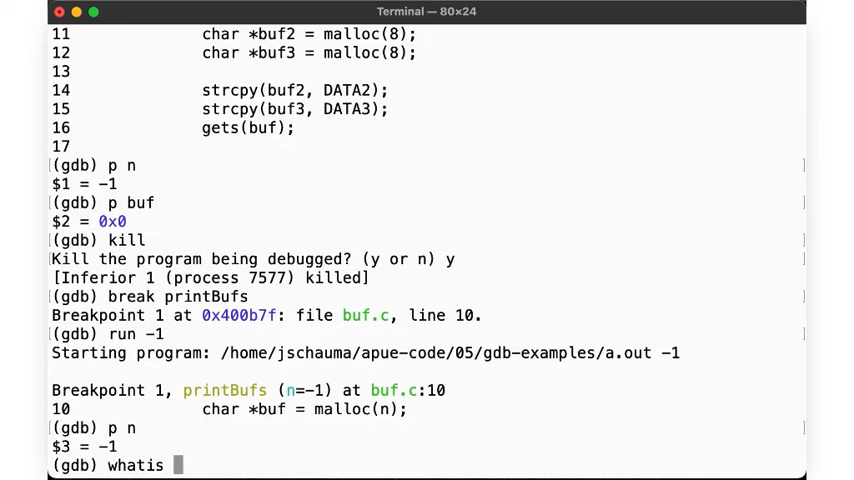 Terminal — 80×24
11 char *buf2 = malloc(8);
12 char *buf3 = malloc(8);
13
14 strcpy(buf2, DATA2);
15 strcpy(buf3, DATA3);
16 gets(buf);
17
(gdb) p n
$1 = -1
(gdb) p buf
$2 = 0x0
(gdb) kill
Kill the program being debugged? (y or n) y
[Inferior 1 (process 7577) killed]
(gdb) break printBufs
Breakpoint 1 at 0x400b7f: file buf.c, line 10.
(gdb) run -1
Starting program: /home/jschauma/apue-code/05/gdb-examples/a.out -1

Breakpoint 1, printBufs (n=-1) at buf.c:10
10 char *buf = malloc(n);
(gdb) p n
$3 = -1
(gdb) whatis